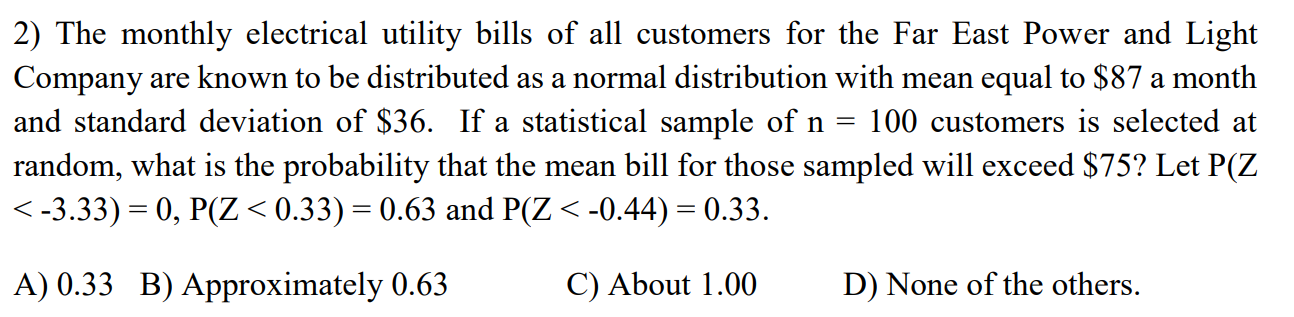 2) The monthly electrical utility bills of all customers for the Far East Power and Light
Company are known to be distributed as a normal distribution with mean equal to $87 a month
and standard deviation of $36. If a statistical sample of n = 100 customers is selected at
random, what is the probability that the mean bill for those sampled will exceed $75? Let P(Z
< -3.33) = 0, P(Z < 0.33) = 0.63 and P(Z < -0.44) = 0.33.
A) 0.33 B) Approximately 0.63 C) About 1.00 D) None of the others.